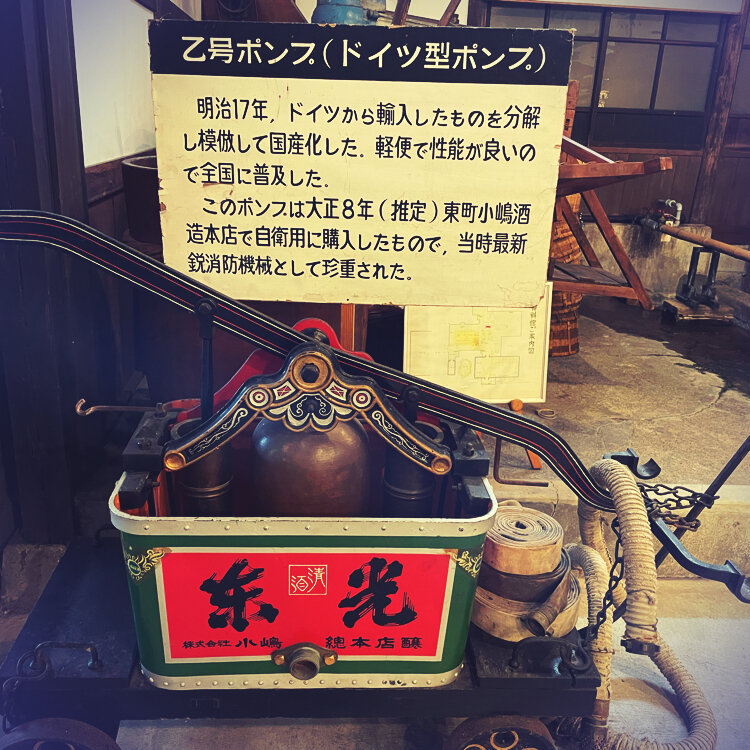 乙号ポンプ(ドイツ型ポンプ)
明治17年，ドイツから輸入したものを分解
し模倣して国産化した。軽便で性能が良いの
で全国に普及した。
このポンプは大正8年(推定)東町小嶋酒
造本店で自衛用に購入したもので，当時最新
鋭消防機械として珍重された。
东光
清酒
株式会社 小嶋 總本店醸